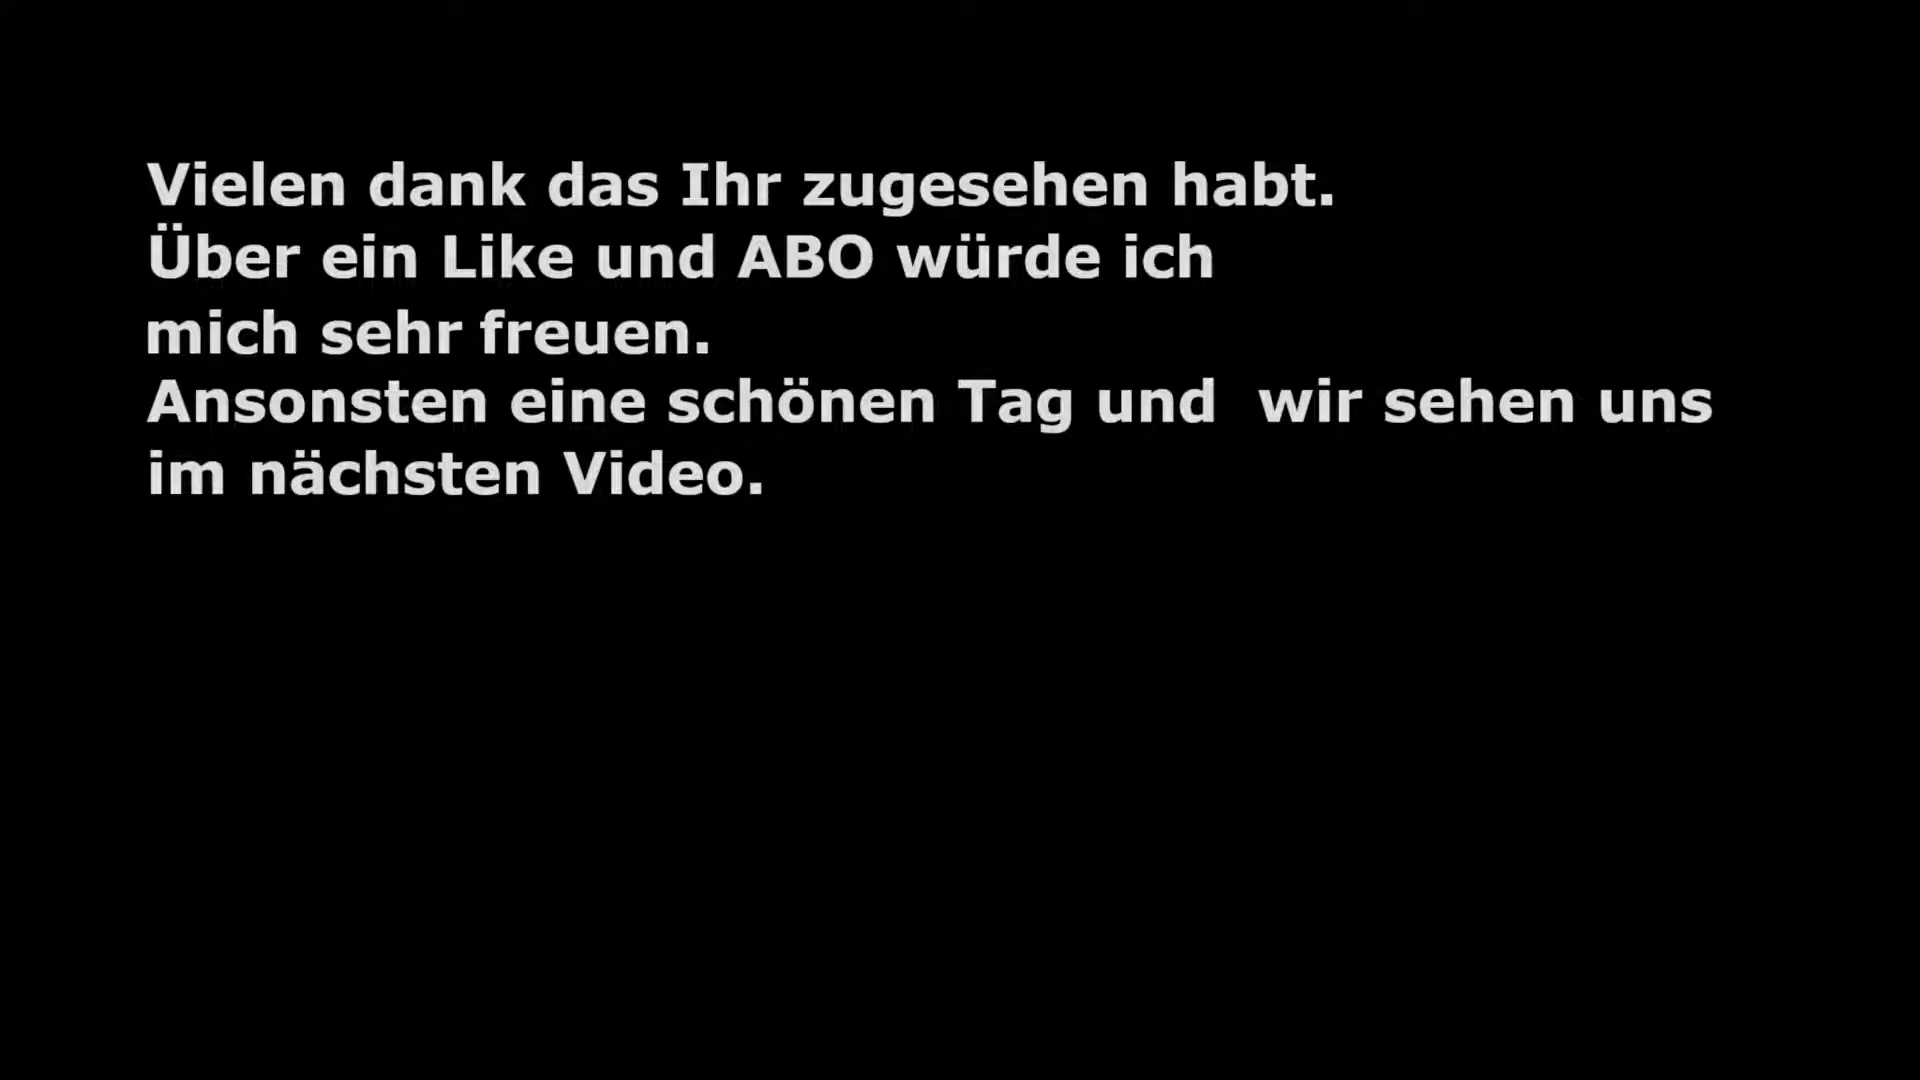 Vielen dank das Ihr zugesehen habt.
Über ein Like und ABO würde ich
mich sehr freuen.
Ansonsten eine schönen Tag und  wir sehen uns
im nächsten Video.